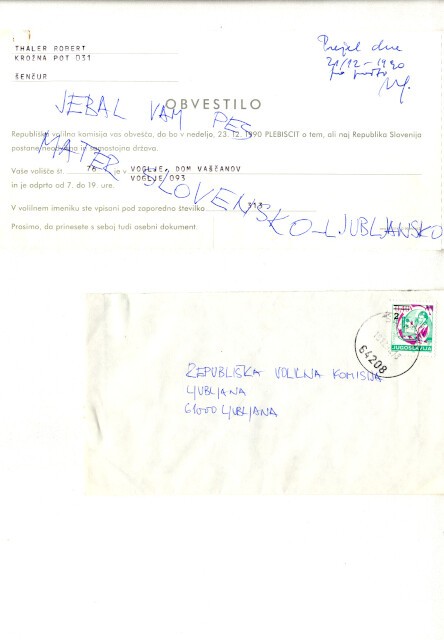 THALER ROBERT
KROŽNA POT D31
ŠENČUR
Prejel dne
21/12-1990
po pošti
OBVESTILO
JEBAL VAM PES
MATER SLOVENSKO-LJUBLJANSKO
Republiška volilna komisija vas obvešča, da bo v nedeljo, 23. 12. 1990 PLEBISCIT o tem, ali naj Republika Slovenija
postane neodvisna in samostojna država.
Vaše volišče št. je v VOGLJE, DOM VAŠČANOV
VOGLJE 093
in je odprto od 7. do 19. ure.
V volilnem imeniku ste vpisani pod zaporedno številko 313
Prosimo, da prinesete s seboj tudi osebni dokument.
2
JUGOSLAVIJA
64208
REPUBLIŠKA VOLILNA KOMISIJA
LJUBLJANA
61000 LJUBLJANA